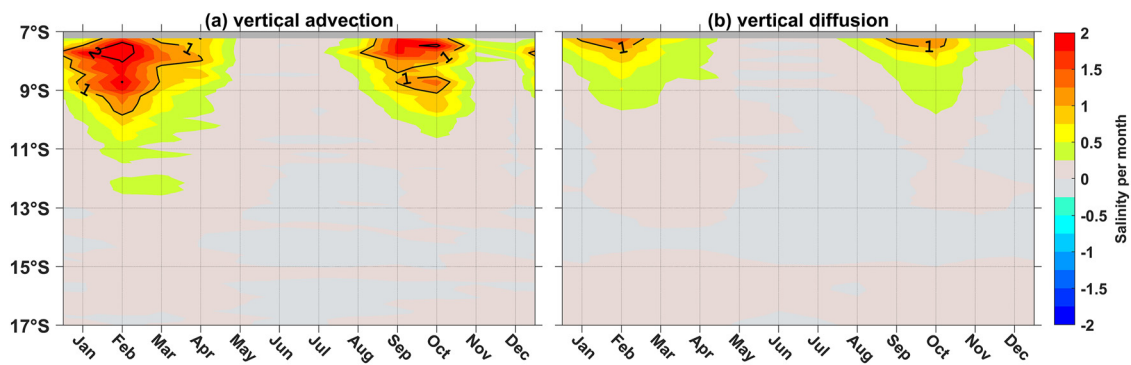 (a) vertical advection
(b) vertical diffusion
7°S
9°S
11°S
13°S
15°S
17°S
2
1
1
1
1
1
1
Jan Feb Mar Apr May Jun Jul Aug Sep Oct Nov Dec
Jan Feb Mar Apr May Jun Jul Aug Sep Oct Nov Dec
2
1.5
1
0.5
0
-0.5
-1
-1.5
-2
Salinity per month